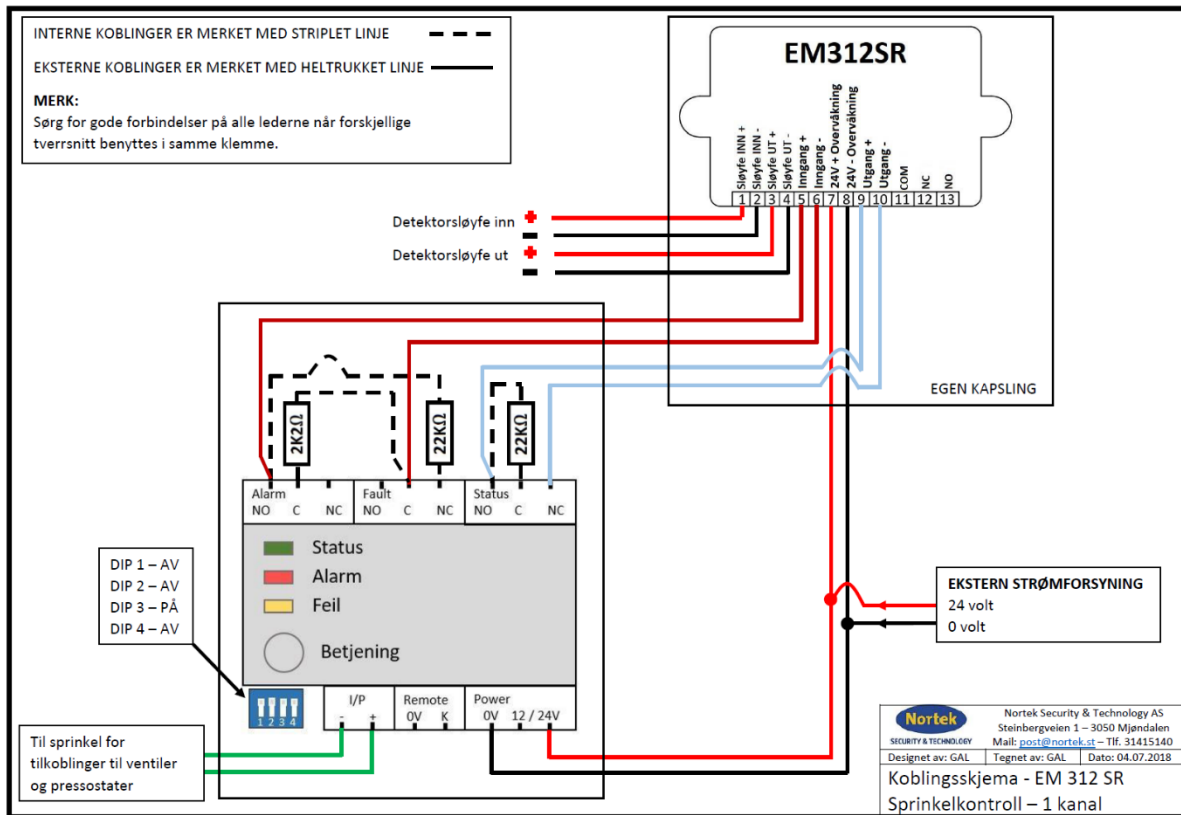 INTERNE KOBLINGER ER MERKET MED STRIPLET LINJE
EKSTERNE KOBLINGER ER MERKET MED HELTRUKKET LINJE
MERK:
Sørg for gode forbindelser på alle lederne når forskjellige
tverrsnitt benyttes i samme klemme.
EM312SR
Sløyfe INN +
Sløyfe INN -
Sløyfe UT +
Sløyfe UT -
Inngang +
Inngang -
24V + Overvåkning
24V - Overvåkning
Utgang +
Utgang -
COM
NC
NO
1 2 3 4 5 6 7 8 9 10 11 12 13
Detektorsløyfe inn + -
Detektorsløyfe ut + -
EGEN KAPSLING
2K2Ω
22KΩ
22KΩ
Alarm Fault Status
NO C NC NO C NC NO C NC
Status
Alarm
Feil
Betjening
DIP 1 – AV
DIP 2 – AV
DIP 3 – PÅ
DIP 4 – AV
1 2 3 4
I/P Remote Power
- + 0V K 0V 12 / 24V
Til sprinkel for
tilkoblinger til ventiler
og pressostater
EKSTERN STRØMFORSYNING
24 volt
0 volt
Nortek
SECURITY & TECHNOLOGY
Nortek Security & Technology AS
Steinbergveien 1 – 3050 Mjøndalen
Mail: post@nortek.st – Tlf. 31415140
Designet av: GAL Tegnet av: GAL Dato: 04.07.2018
Koblingsskjema - EM 312 SR
Sprinkelkontroll – 1 kanal